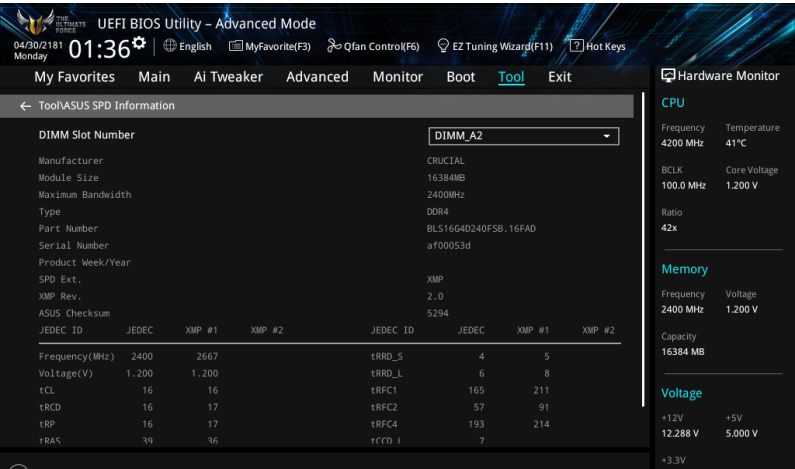 THE ULTIMATE FORCE
UEFI BIOS Utility – Advanced Mode
04/30/2181 Monday 01:36 English MyFavorite(F3) Qfan Control(F6) EZ Tuning Wizard(F11) ? Hot Keys
My Favorites Main Ai Tweaker Advanced Monitor Boot Tool Exit
← Tool\ASUS SPD Information
DIMM Slot Number DIMM_A2
Manufacturer CRUCIAL
Module Size 16384MB
Maximum Bandwidth 2400MHz
Type DDR4
Part Number BLS16G4D240FSB.16FAD
Serial Number af00053d
Product Week/Year
SPD Ext. XMP
XMP Rev. 2.0
ASUS Checksum 5294
JEDEC ID JEDEC XMP #1 XMP #2 JEDEC ID JEDEC XMP #1 XMP #2
Frequency(MHz) 2400 2667 tRRD_S 4 5
Voltage(V) 1.200 1.200 tRRD_L 6 8
tCL 16 16 tRFC1 165 211
tRCD 16 17 tRFC2 57 91
tRP 16 17 tRFC4 193 214
tRAS 39 36 tCCD_L 7
Hardware Monitor
CPU
Frequency Temperature
4200 MHz 41°C
BCLK Core Voltage
100.0 MHz 1.200 V
Ratio
42x
Memory
Frequency Voltage
2400 MHz 1.200 V
Capacity
16384 MB
Voltage
+12V +5V
12.288 V 5.000 V
+3.3V